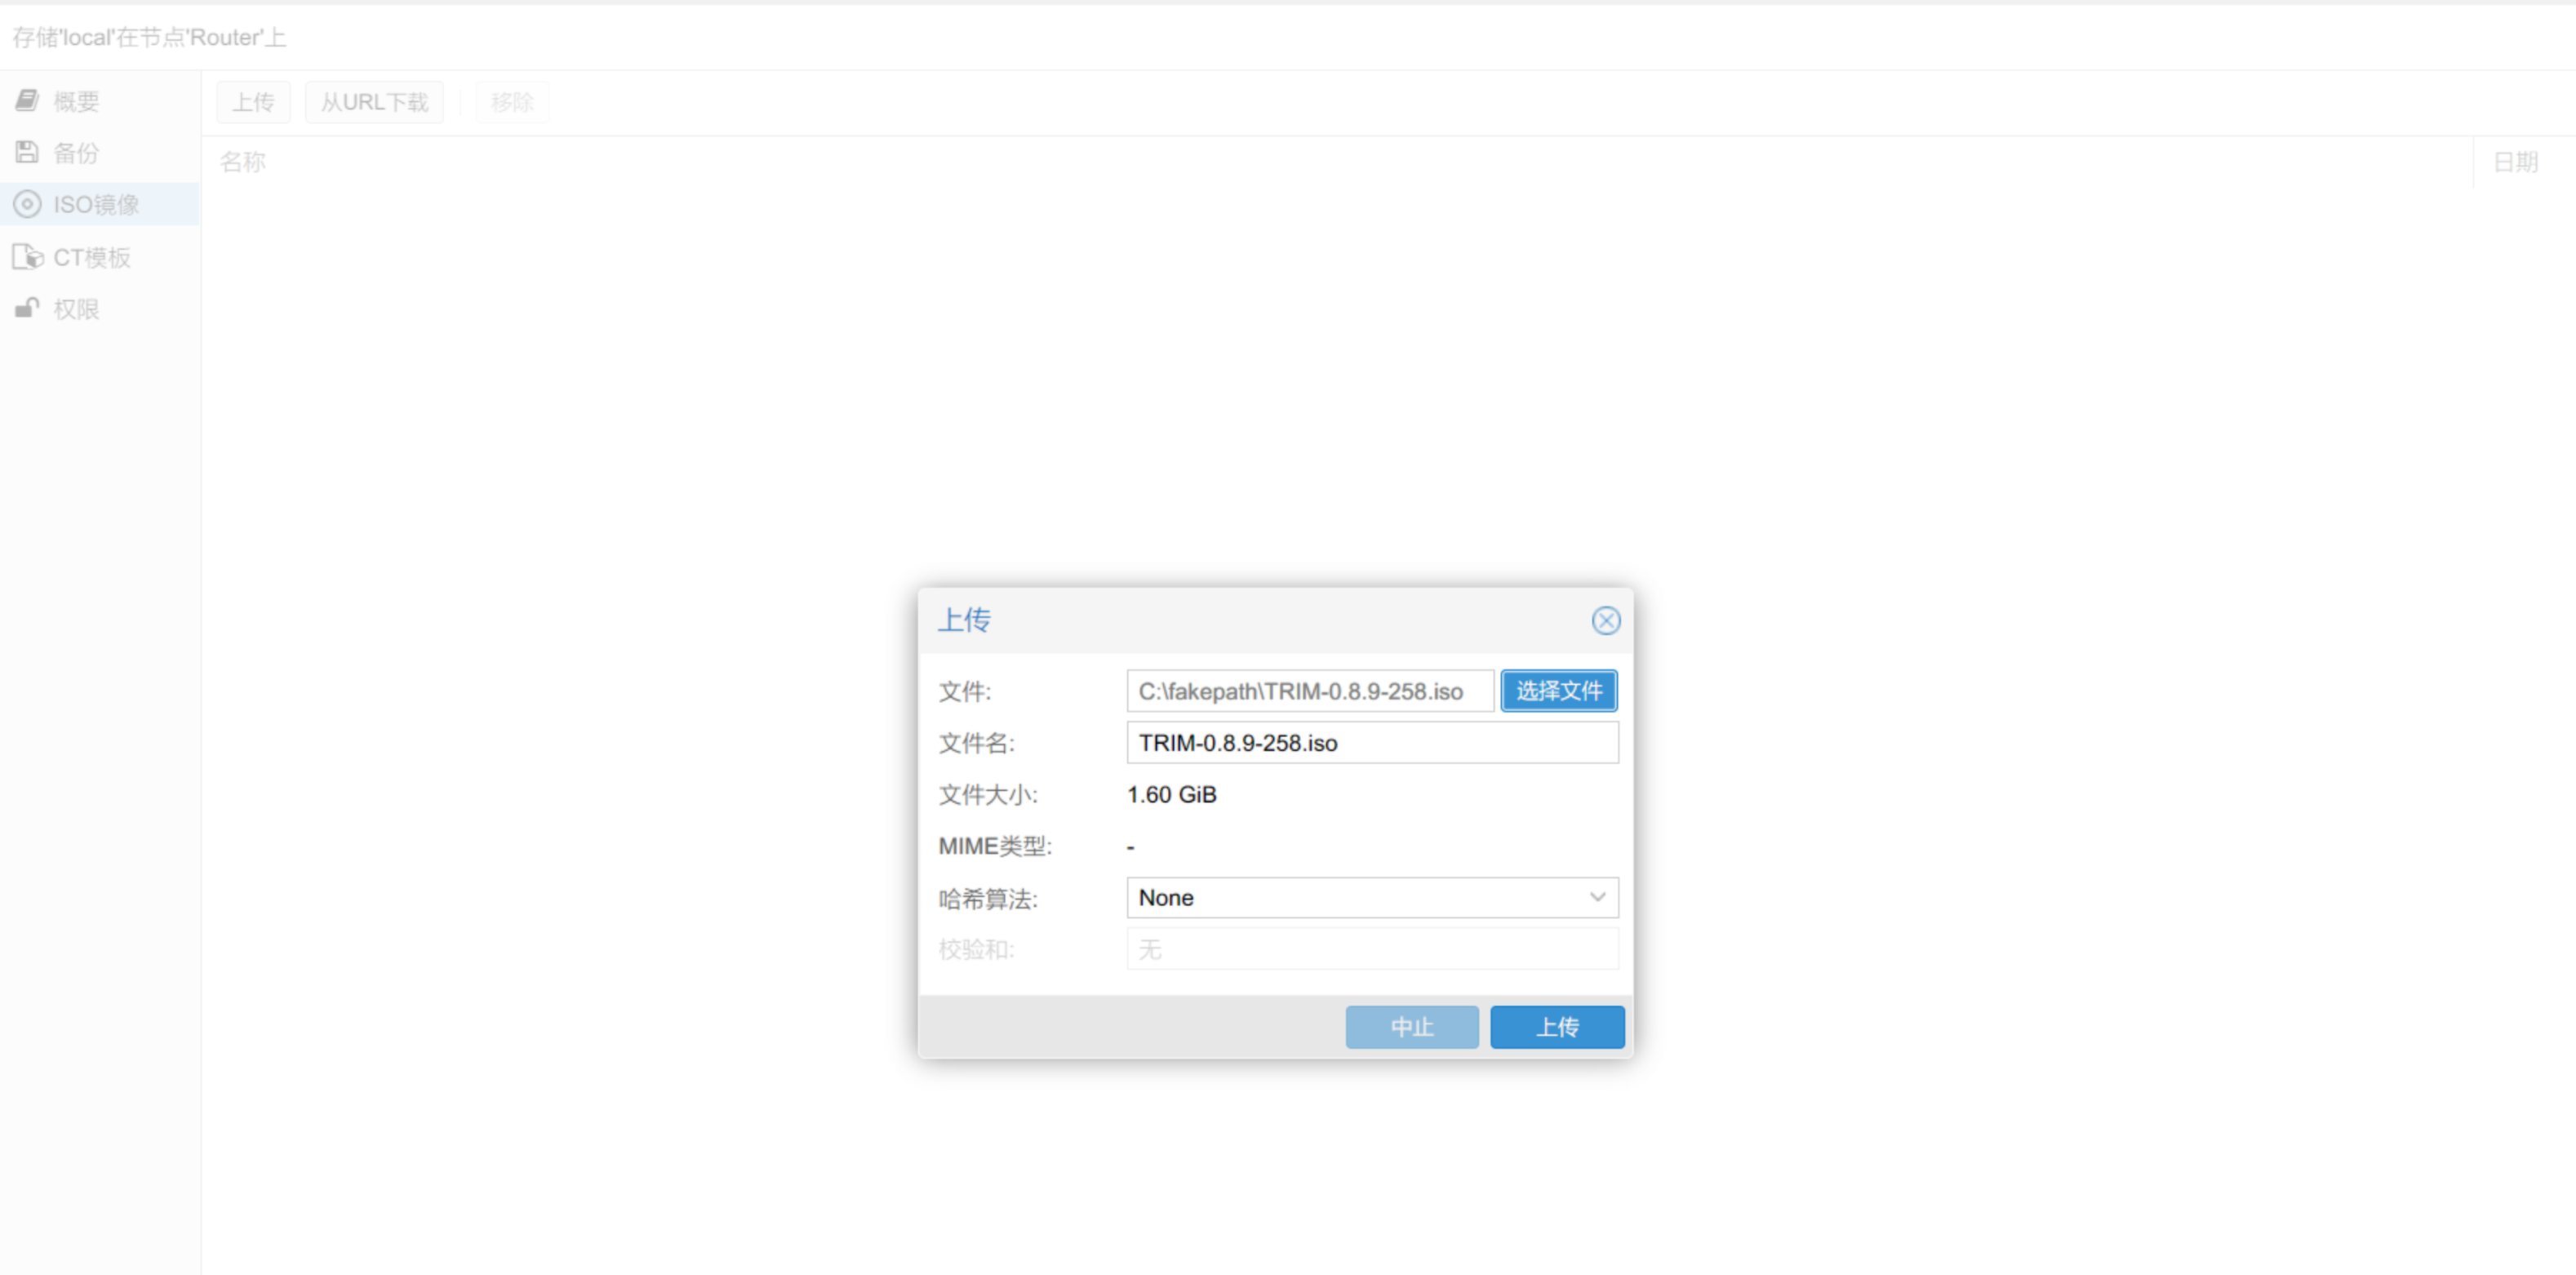 存储'local'在节点'Router'上
概要
备份
ISO镜像
CT模板
权限
上传
从URL下载
移除
名称
日期
上传
文件:
C:\fakepath\TRIM-0.8.9-258.iso
选择文件
文件名:
TRIM-0.8.9-258.iso
文件大小:
1.60 GiB
MIME类型:
-
哈希算法:
None
校验和:
无
中止
上传